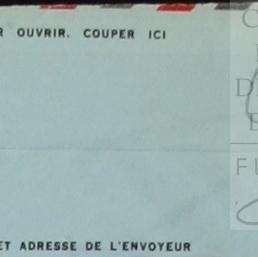 R OUVRIR. COUPER ICI
ET ADRESSE DE L'ENVOYEUR